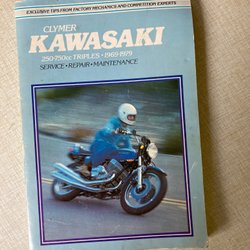 EXCLUSIVE TIPS FROM FACTORY MECHANICS AND COMPETITION EXPERTS
CLYMER
KAWASAKI
250-750cc TRIPLES • 1969-1979
SERVICE • REPAIR • MAINTENANCE